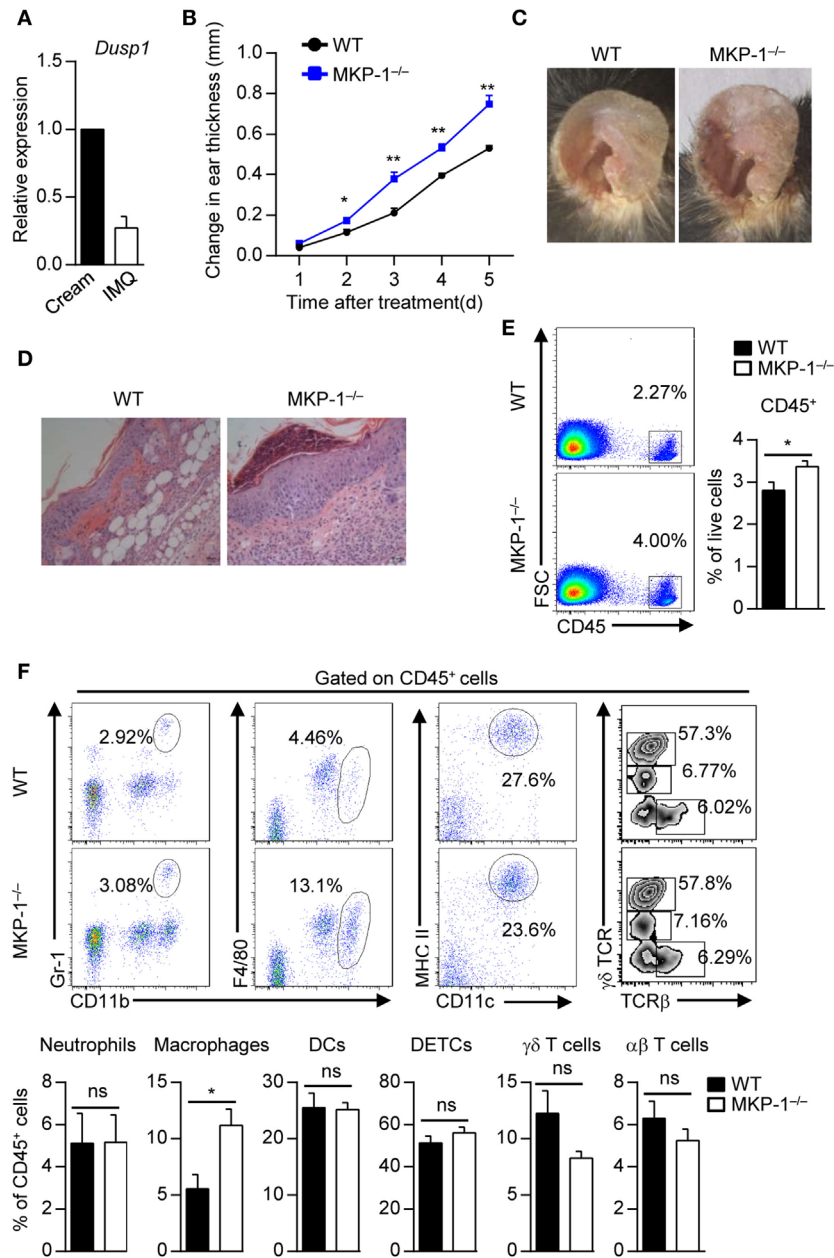 A
Dusp1
Relative expression
1.5
1.0
0.5
0.0
Cream
IMQ
B
WT
MKP-1–/–
Change in ear thickness (mm)
1.0
0.8
0.6
0.4
0.2
0.0
*
**
**
**
1 2 3 4 5
Time after treatment(d)
C
WT MKP-1–/–
D
WT MKP-1–/–
E
WT
2.27%
MKP-1–/–
4.00%
FSC
CD45
WT
MKP-1–/–
CD45+
% of live cells
4
3
2
1
0
*
F
Gated on CD45+ cells
WT
2.92%
4.46%
27.6%
57.3%
6.77%
6.02%
MKP-1–/–
3.08%
13.1%
23.6%
57.8%
7.16%
6.29%
Gr-1
CD11b
F4/80
MHC II
CD11c
γδ TCR
TCRβ
% of CD45+ cells
Neutrophils
8
6
4
2
0
ns
Macrophages
15
10
5
0
*
DCs
30
20
10
0
ns
DETCs
80
60
40
20
0
ns
γδ T cells
15
10
5
0
ns
αβ T cells
8
6
4
2
0
ns
WT
MKP-1–/–